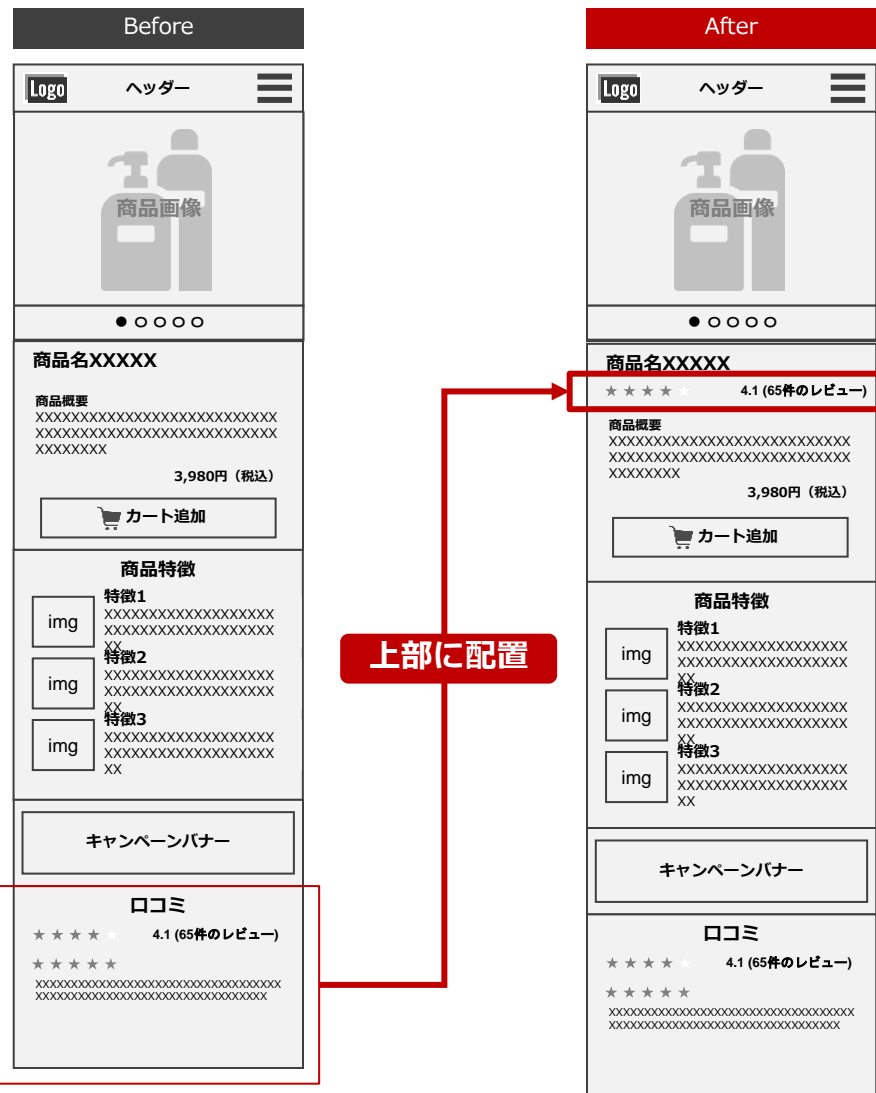 Before
Logo
ヘッダー
商品画像
商品名XXXXX
商品概要
XXXXXXXXXXXXXXXXXXXXXXXXXXX
XXXXXXXXXXXXXXXXXXXXXXXXXXX
XXXXXXXX
3,980円（税込）
カート追加
商品特徴
img
特徴1
XXXXXXXXXXXXXXXXXXX
XXXXXXXXXXXXXXXXXXX
XX
img
特徴2
XXXXXXXXXXXXXXXXXXX
XXXXXXXXXXXXXXXXXXX
XX
img
特徴3
XXXXXXXXXXXXXXXXXXX
XXXXXXXXXXXXXXXXXXX
XX
キャンペーンバナー
口コミ
★★★★★ 4.1 (65件のレビュー)
★★★★★
XXXXXXXXXXXXXXXXXXXXXXXXXXXXXXXXXXX
XXXXXXXXXXXXXXXXXXXXXXXXXXXXXXXXX
上部に配置
After
Logo
ヘッダー
商品画像
商品名XXXXX
★★★★★ 4.1 (65件のレビュー)
商品概要
XXXXXXXXXXXXXXXXXXXXXXXXXXX
XXXXXXXXXXXXXXXXXXXXXXXXXXX
XXXXXXXX
3,980円（税込）
カート追加
商品特徴
img
特徴1
XXXXXXXXXXXXXXXXXXX
XXXXXXXXXXXXXXXXXXX
XX
img
特徴2
XXXXXXXXXXXXXXXXXXX
XXXXXXXXXXXXXXXXXXX
XX
img
特徴3
XXXXXXXXXXXXXXXXXXX
XXXXXXXXXXXXXXXXXXX
XX
キャンペーンバナー
口コミ
★★★★★ 4.1 (65件のレビュー)
★★★★★
XXXXXXXXXXXXXXXXXXXXXXXXXXXXXXXXXXX
XXXXXXXXXXXXXXXXXXXXXXXXXXXXXXXXX